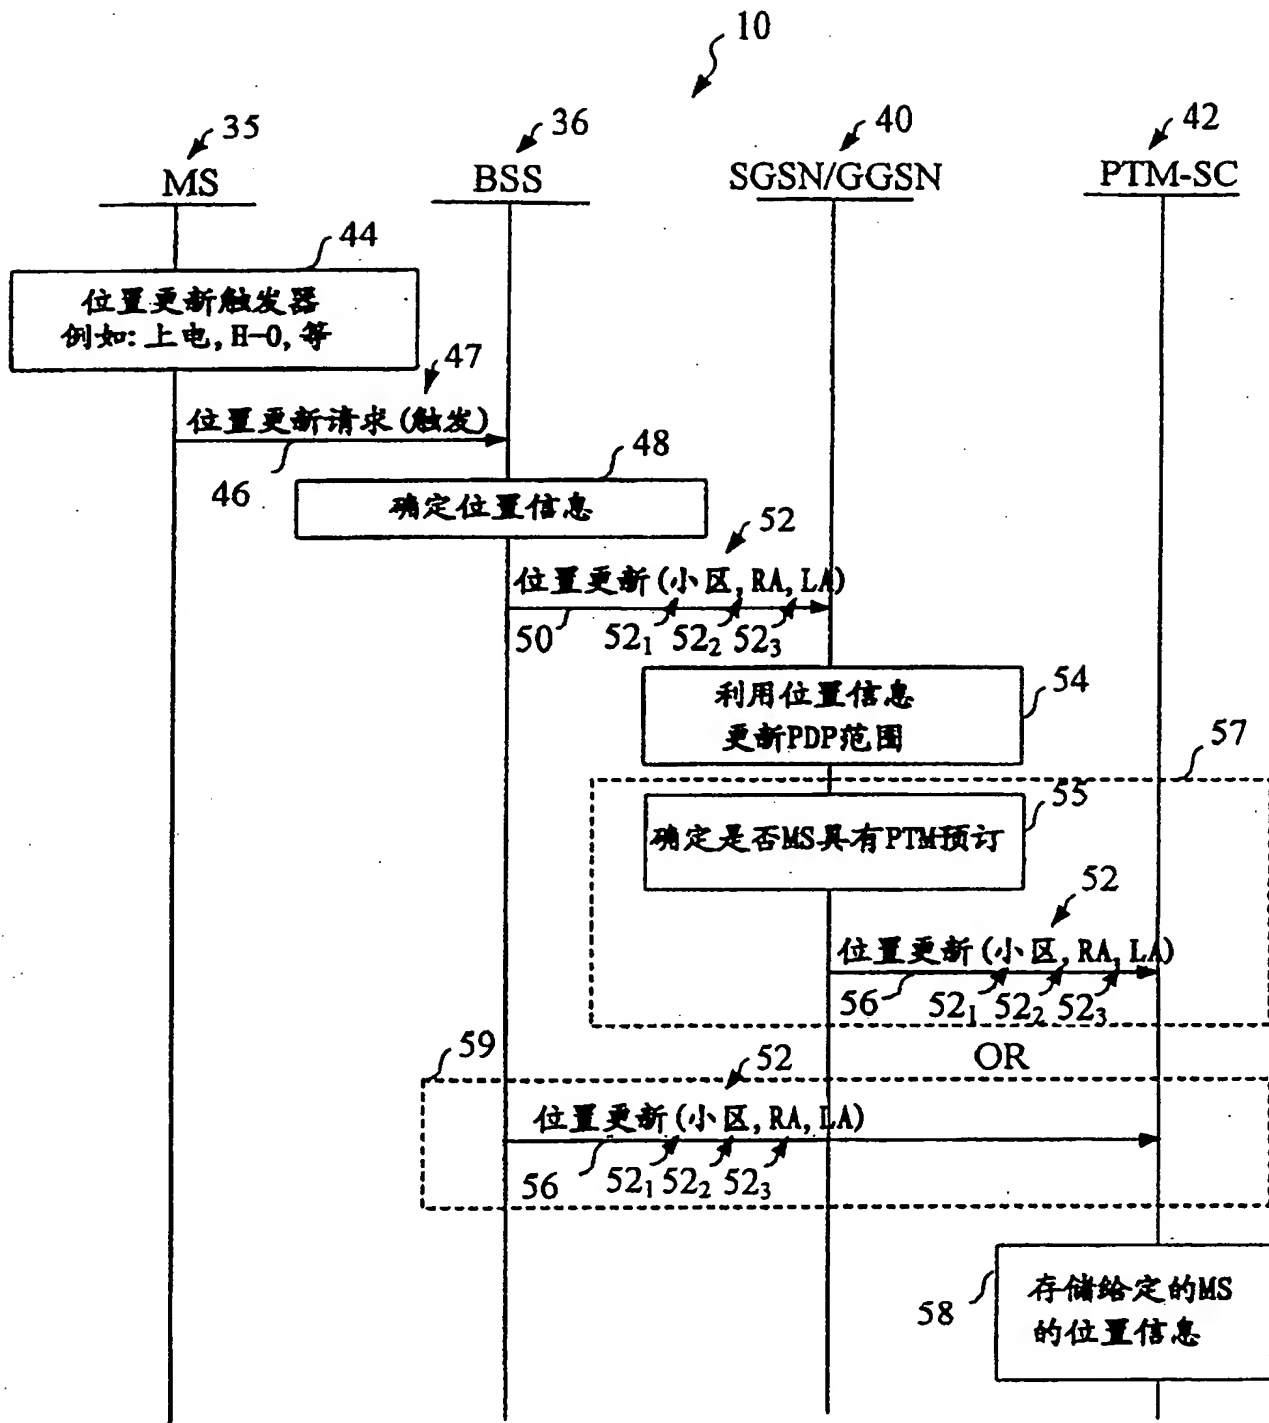 10
35
36
40
42
MS
BSS
SGSN/GGSN
PTM-SC
44
位置更新触发器
例如:上电,H-O,等
47
位置更新请求(触发)
46
48
确定位置信息
52
位置更新(小区,RA,LA)
50
52₁
52₂
52₃
利用位置信息
更新PDP范围
54
57
55
确定是否MS具有PTM预订
52
位置更新(小区,RA,LA)
56
52₁
52₂
52₃
OR
59
52
位置更新(小区,RA,LA)
56
52₁
52₂
52₃
存储给定的MS
的位置信息
58